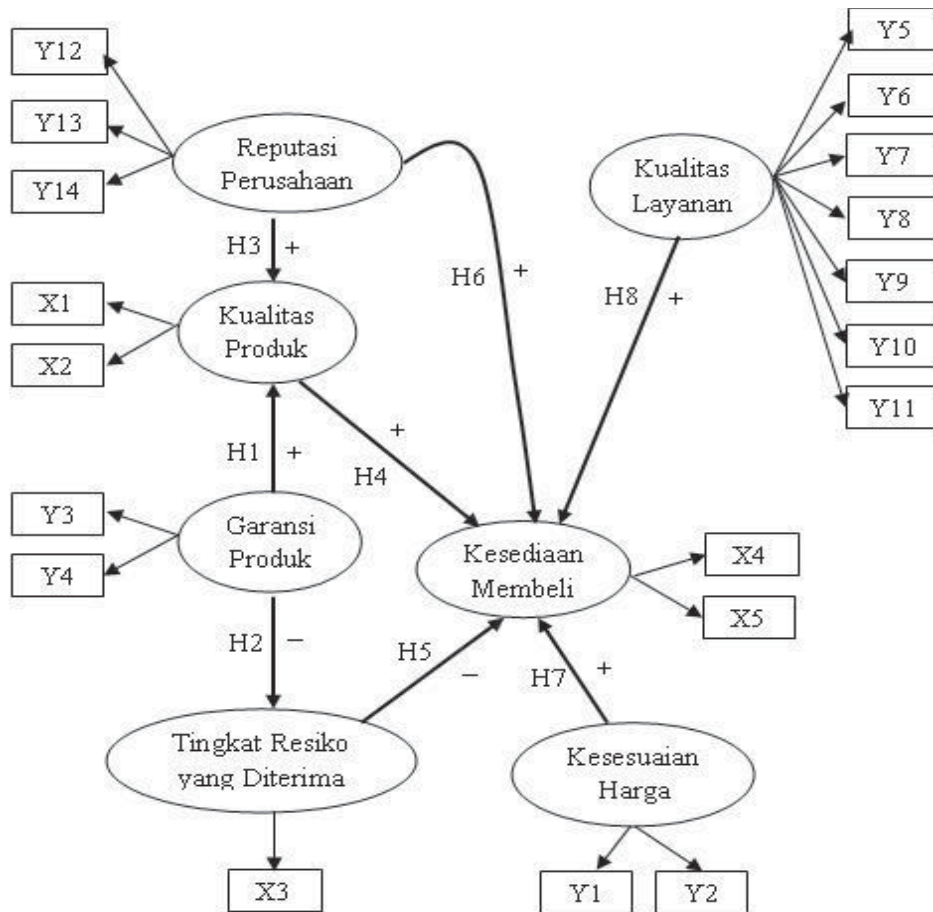 Y12
Y13
Y14
Reputasi
Perusahaan
Kualitas
Layanan
Y5
Y6
Y7
Y8
Y9
Y10
Y11
H3 +
H6 +
H8 +
X1
X2
Kualitas
Produk
H1 +
H4 +
Y3
Y4
Garansi
Produk
Kesediaan
Membeli
X4
X5
H2 –
H5 –
H7 +
Tingkat Resiko
yang Diterima
Kesesuaian
Harga
X3
Y1
Y2